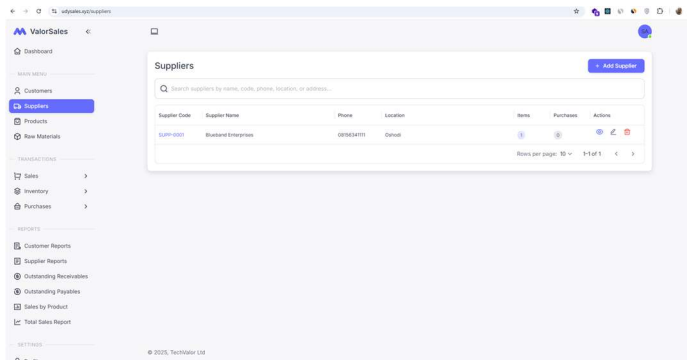 udysales.xyz/suppliers
ValorSales
SA
Dashboard
MAIN MENU
Customers
Suppliers
Products
Raw Materials
TRANSACTIONS
Sales
Inventory
Purchases
REPORTS
Customer Reports
Supplier Reports
Outstanding Receivables
Outstanding Payables
Sales by Product
Total Sales Report
SETTINGS
Suppliers
+ Add Supplier
Search suppliers by name, code, phone, location, or address...
Supplier Code Supplier Name Phone Location Items Purchases Actions
SUPP-0001 Blueband Enterprises 08156341111 Oshodi 1 0
Rows per page: 10 1–1 of 1
© 2025, TechValor Ltd